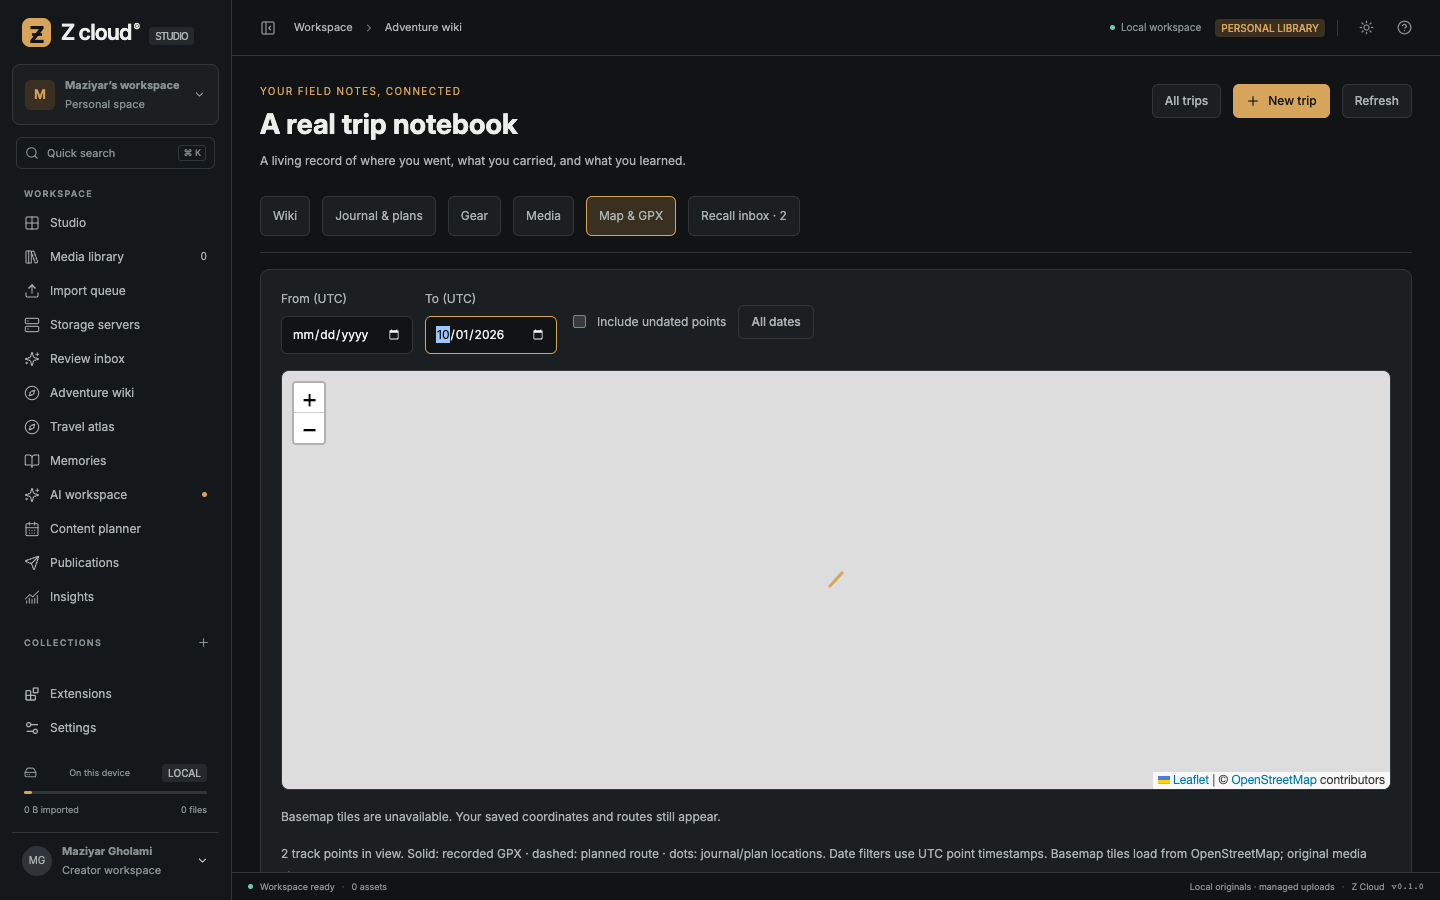 Z cloud®
STUDIO
M
Maziyar's workspace
Personal space
Quick search
⌘ K
WORKSPACE
Studio
Media library
0
Import queue
Storage servers
Review inbox
Adventure wiki
Travel atlas
Memories
AI workspace
Content planner
Publications
Insights
COLLECTIONS
Extensions
Settings
On this device
LOCAL
0 B imported
0 files
MG
Maziyar Gholami
Creator workspace
Workspace
Adventure wiki
Local workspace
PERSONAL LIBRARY
YOUR FIELD NOTES, CONNECTED
A real trip notebook
A living record of where you went, what you carried, and what you learned.
All trips
+ New trip
Refresh
Wiki
Journal & plans
Gear
Media
Map & GPX
Recall inbox · 2
From (UTC)
To (UTC)
mm/dd/yyyy
10/01/2026
Include undated points
All dates
+
−
Leaflet | © OpenStreetMap contributors
Basemap tiles are unavailable. Your saved coordinates and routes still appear.
2 track points in view. Solid: recorded GPX · dashed: planned route · dots: journal/plan locations. Date filters use UTC point timestamps. Basemap tiles load from OpenStreetMap; original media
Workspace ready · 0 assets
Local originals · managed uploads · Z Cloud v0.1.0